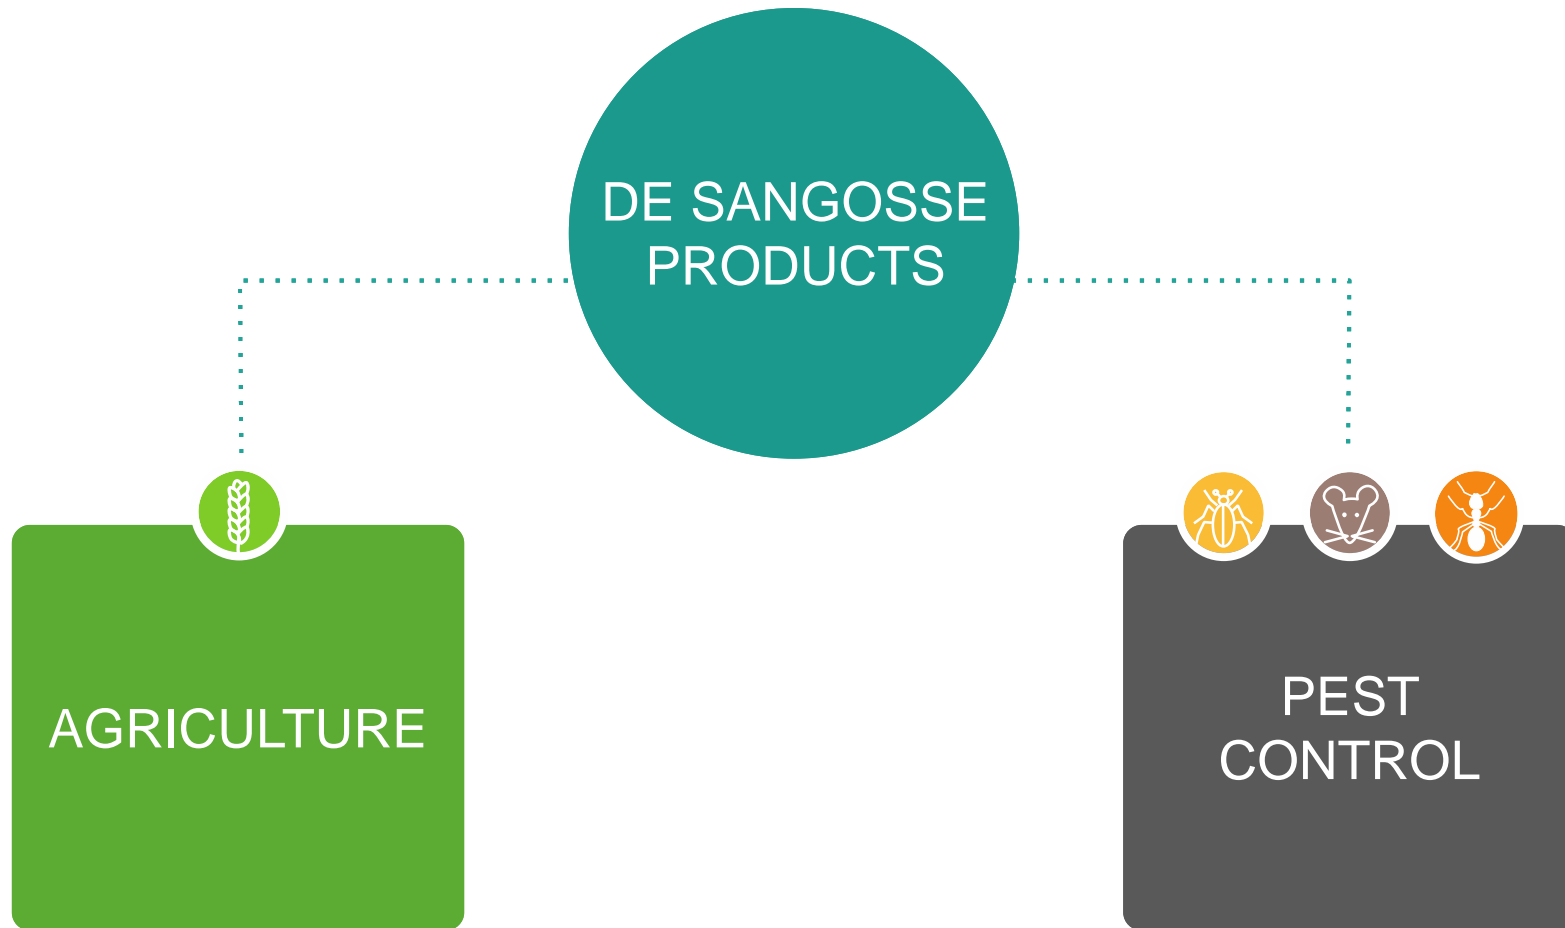 DE SANGOSSE
PRODUCTS
AGRICULTURE
PEST
CONTROL